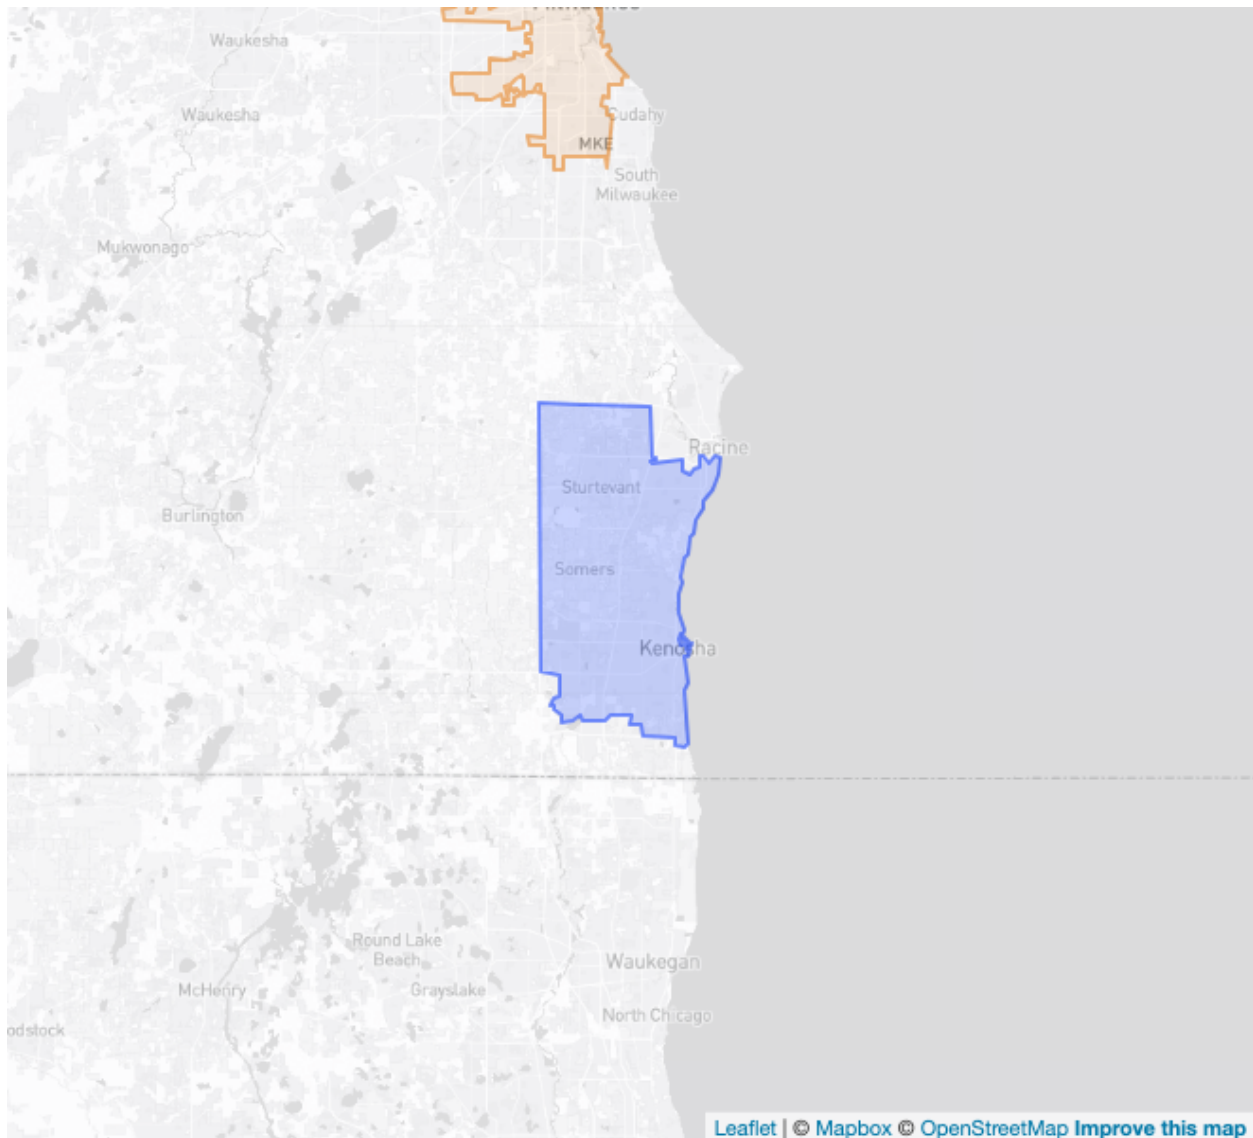 Waukesha
Waukesha
Cudahy
MKE
South
Milwaukee
Mukwonago
Racine
Sturtevant
Burlington
Somers
Kenosha
Round Lake
Beach
Waukegan
McHenry
Grayslake
North Chicago
odstock
Leaflet | © Mapbox © OpenStreetMap Improve this map